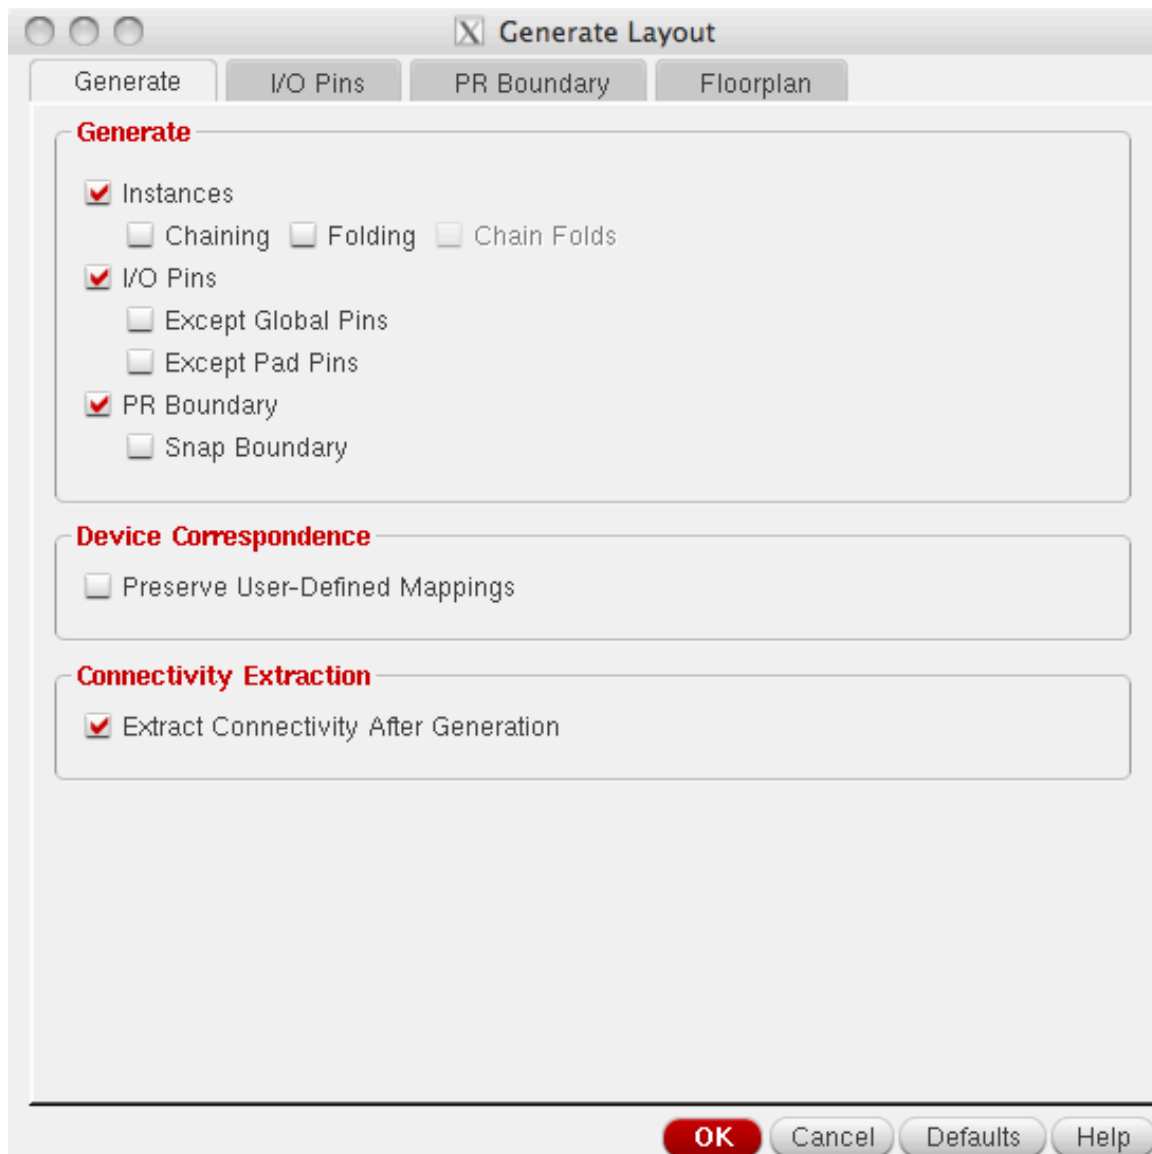 Generate Layout
Generate I/O Pins PR Boundary Floorplan
Generate
Instances
Chaining Folding Chain Folds
I/O Pins
Except Global Pins
Except Pad Pins
PR Boundary
Snap Boundary
Device Correspondence
Preserve User-Defined Mappings
Connectivity Extraction
Extract Connectivity After Generation
OK Cancel Defaults Help